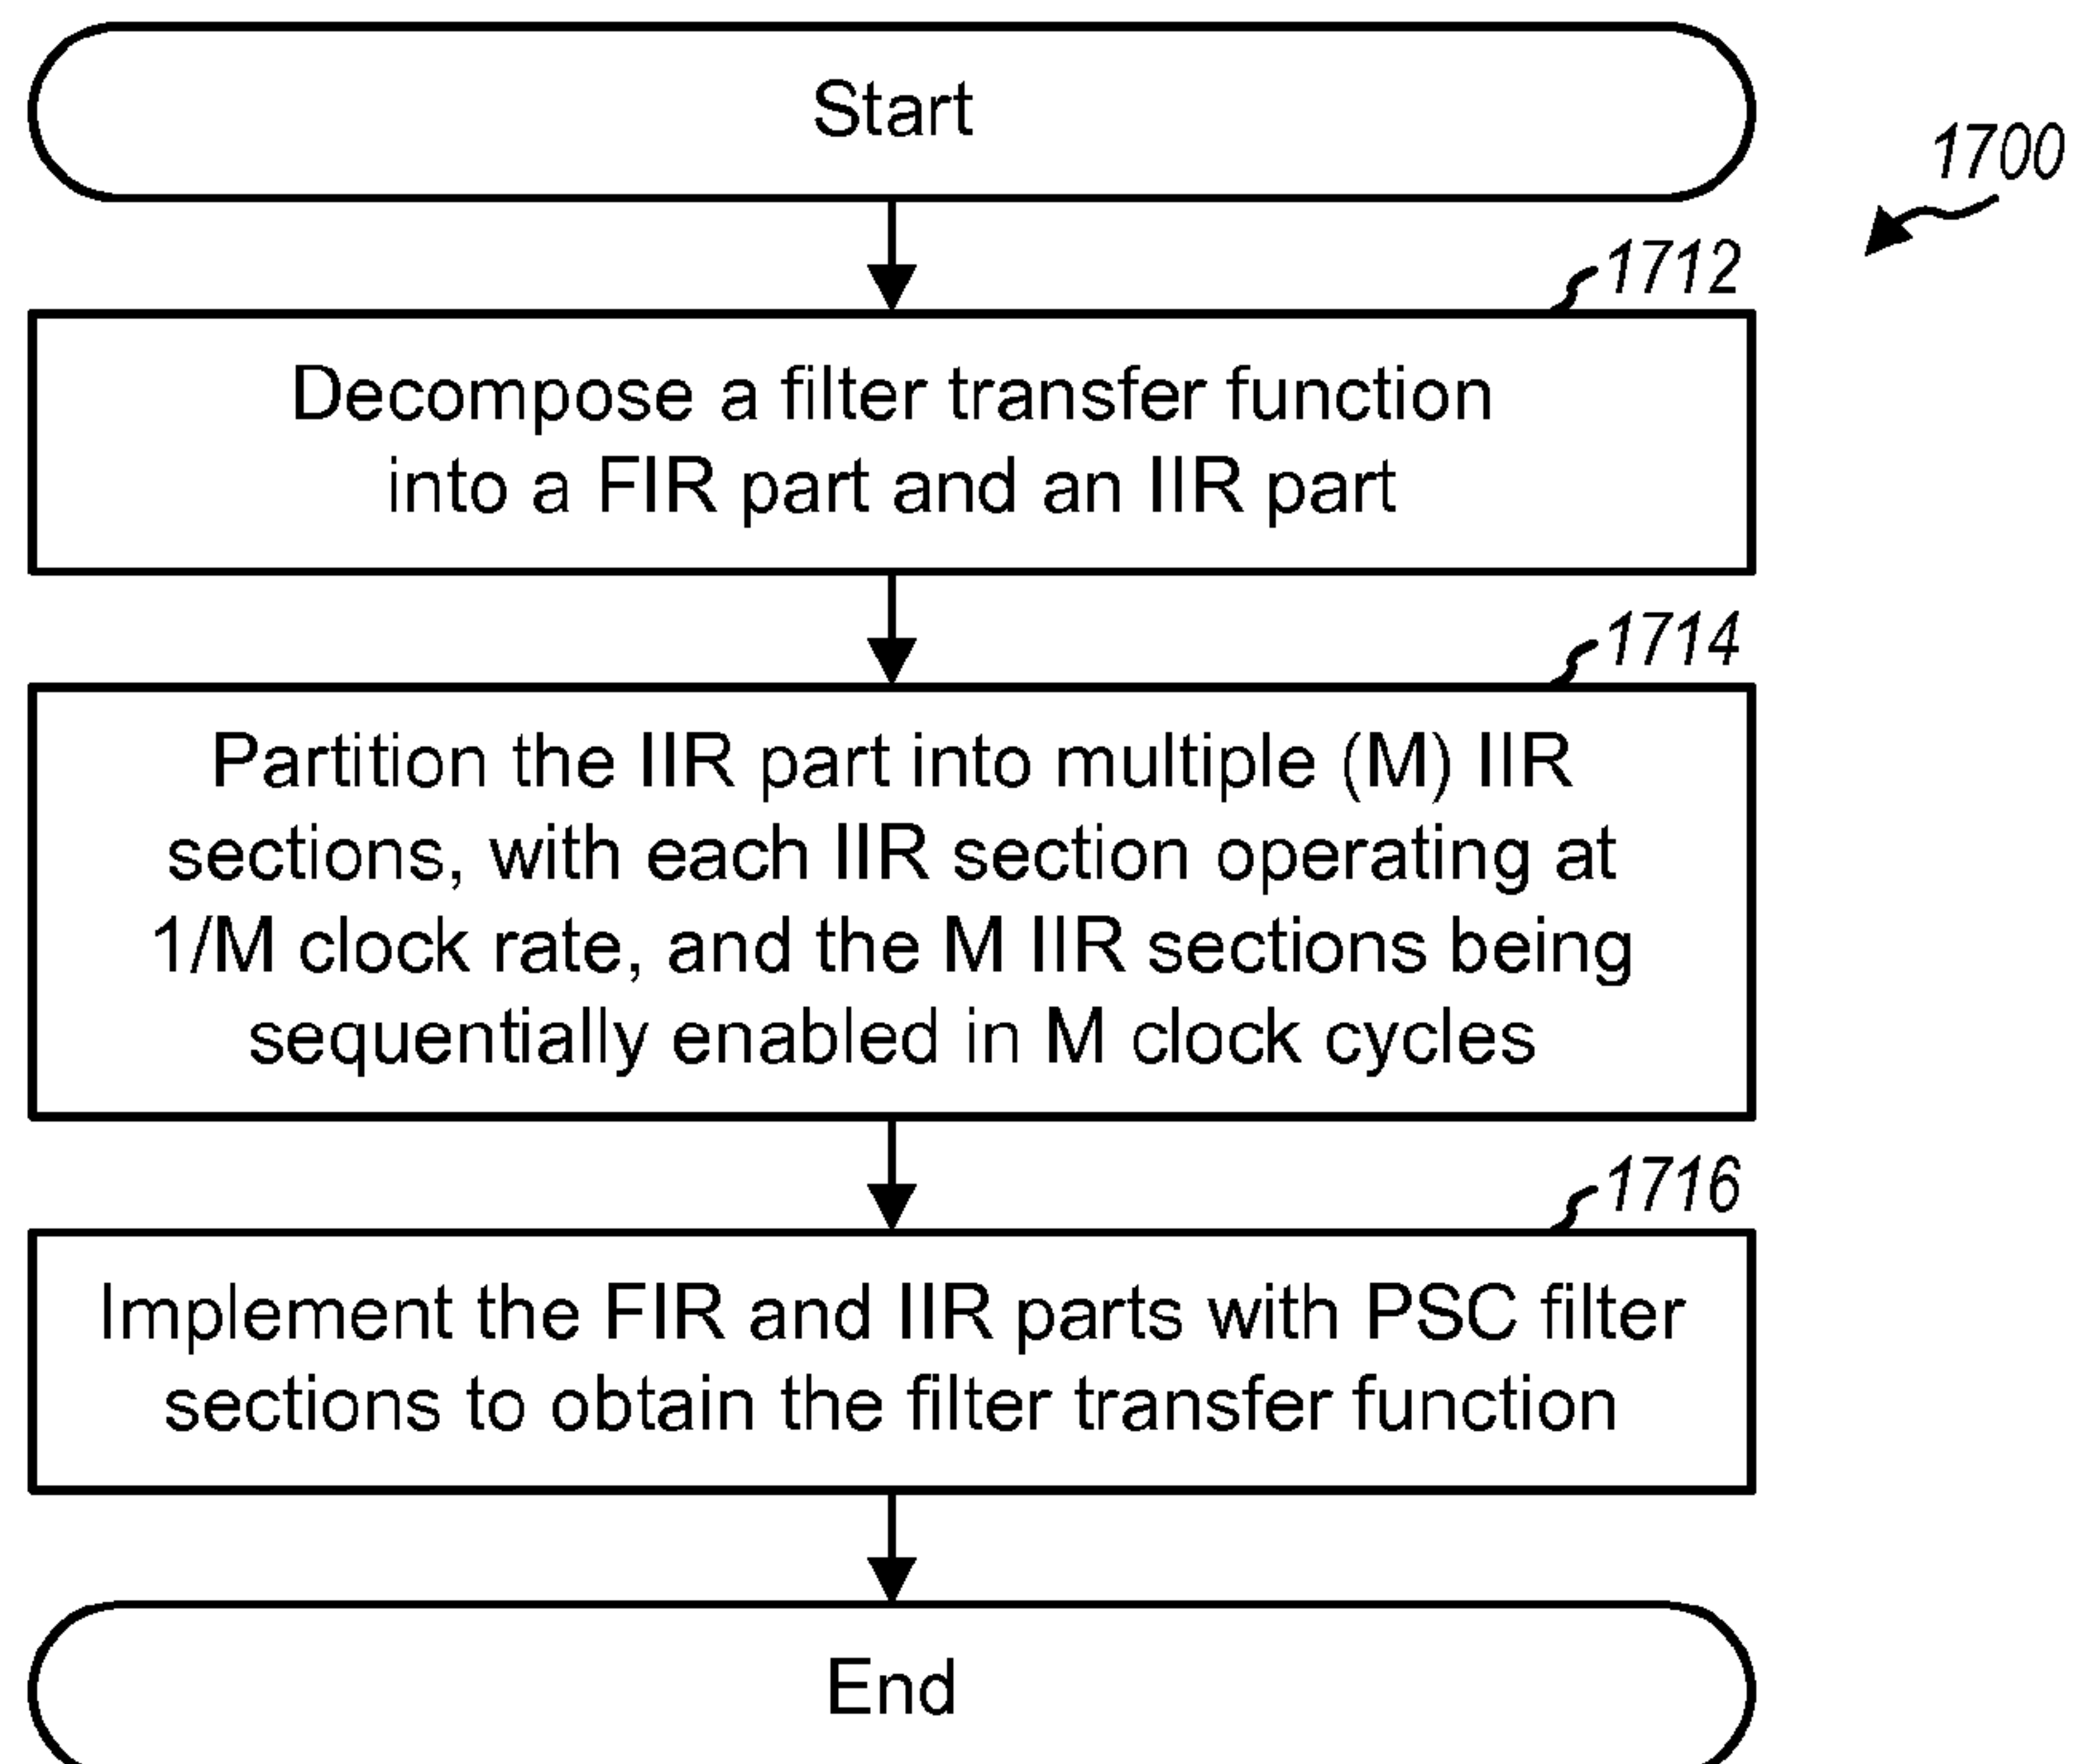 Start
1700
1712
Decompose a filter transfer function
into a FIR part and an IIR part
1714
Partition the IIR part into multiple (M) IIR
sections, with each IIR section operating at
1/M clock rate, and the M IIR sections being
sequentially enabled in M clock cycles
1716
Implement the FIR and IIR parts with PSC filter
sections to obtain the filter transfer function
End